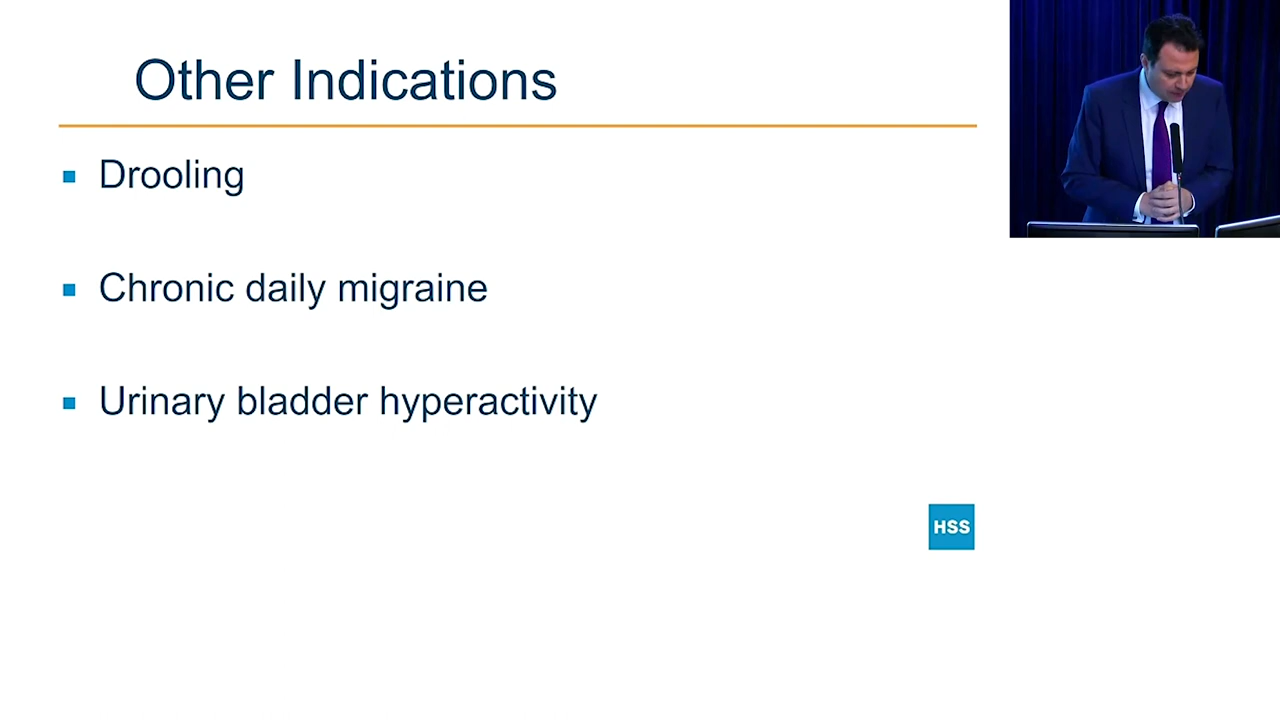 Other Indications
Drooling
Chronic daily migraine
Urinary bladder hyperactivity
HSS